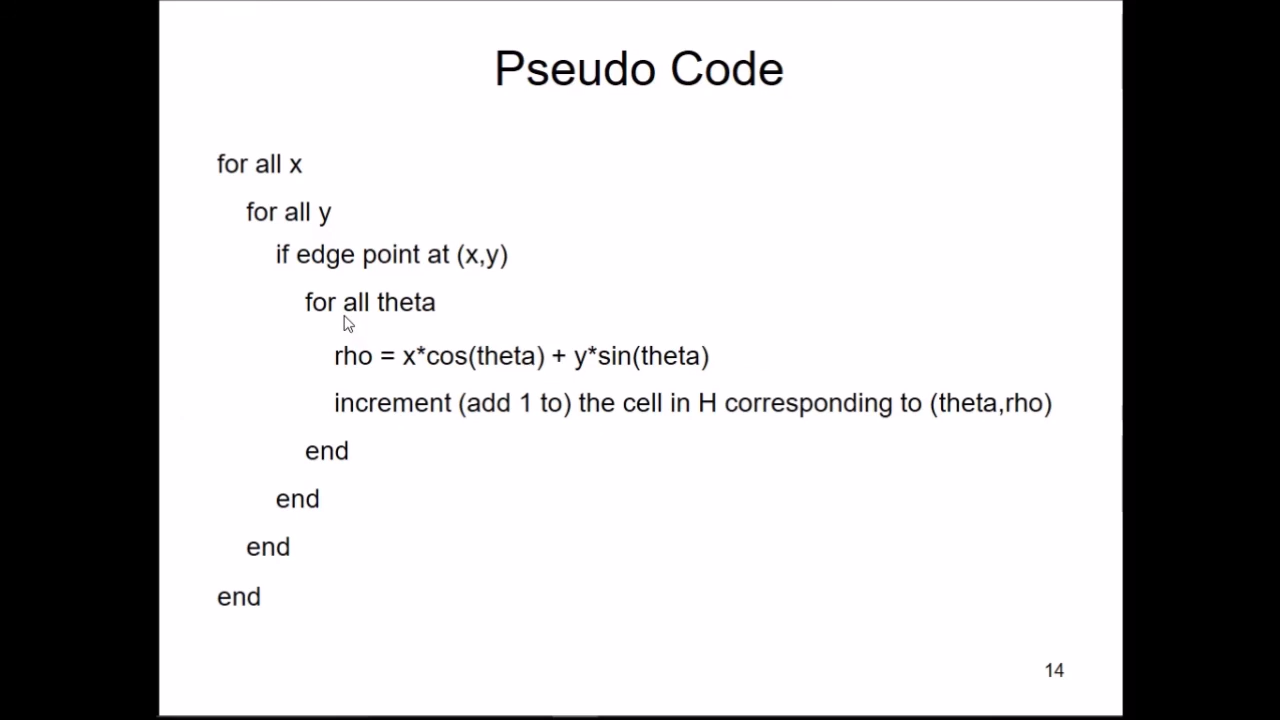 Pseudo Code
for all x
for all y
if edge point at (x,y)
for all theta
rho = x*cos(theta) + y*sin(theta)
increment (add 1 to) the cell in H corresponding to (theta,rho)
end
end
end
end
14